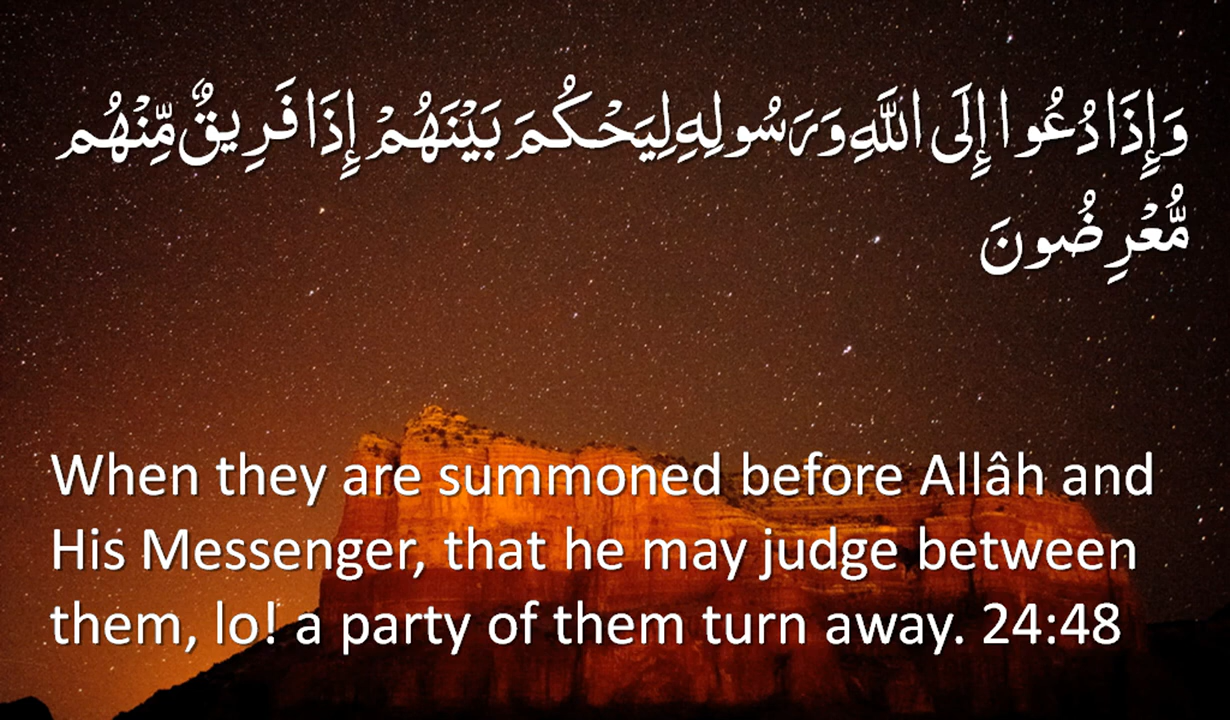 وَإِذَا دُعُوا إِلَى اللَّهِ وَرَسُولِهِ لِيَحْكُمَ بَيْنَهُمْ إِذَا فَرِيقٌ مِّنْهُم
مُّعْرِضُونَ
When they are summoned before Allâh and
His Messenger, that he may judge between
them, lo! a party of them turn away. 24:48